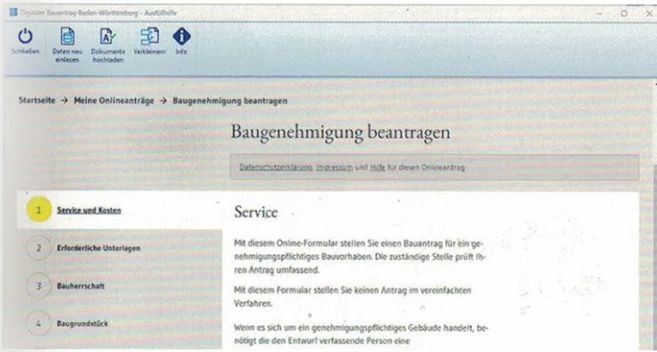 Digitaler Bauantrag Baden-Württemberg - Ausfüllhilfe
Schließen
Daten neu
einlesen
Dokumente
hochladen
Verkleinern
Info
Startseite → Meine Onlineanträge → Baugenehmigung beantragen
Baugenehmigung beantragen
Datenschutzerklärung, Impressum und Hilfe für diesen Onlineantrag
1 Service und Kosten
Service
Mit diesem Online-Formular stellen Sie einen Bauantrag für ein ge-
nehmigungspflichtiges Bauvorhaben. Die zuständige Stelle prüft Ih-
ren Antrag umfassend.
2 Erforderliche Unterlagen
Mit diesem Formular stellen Sie keinen Antrag im vereinfachten
Verfahren.
3 Bauherrschaft
4 Baugrundstück
Wenn es sich um ein genehmigungspflichtiges Gebäude handelt, be-
nötigt die den Entwurf verfassende Person eine